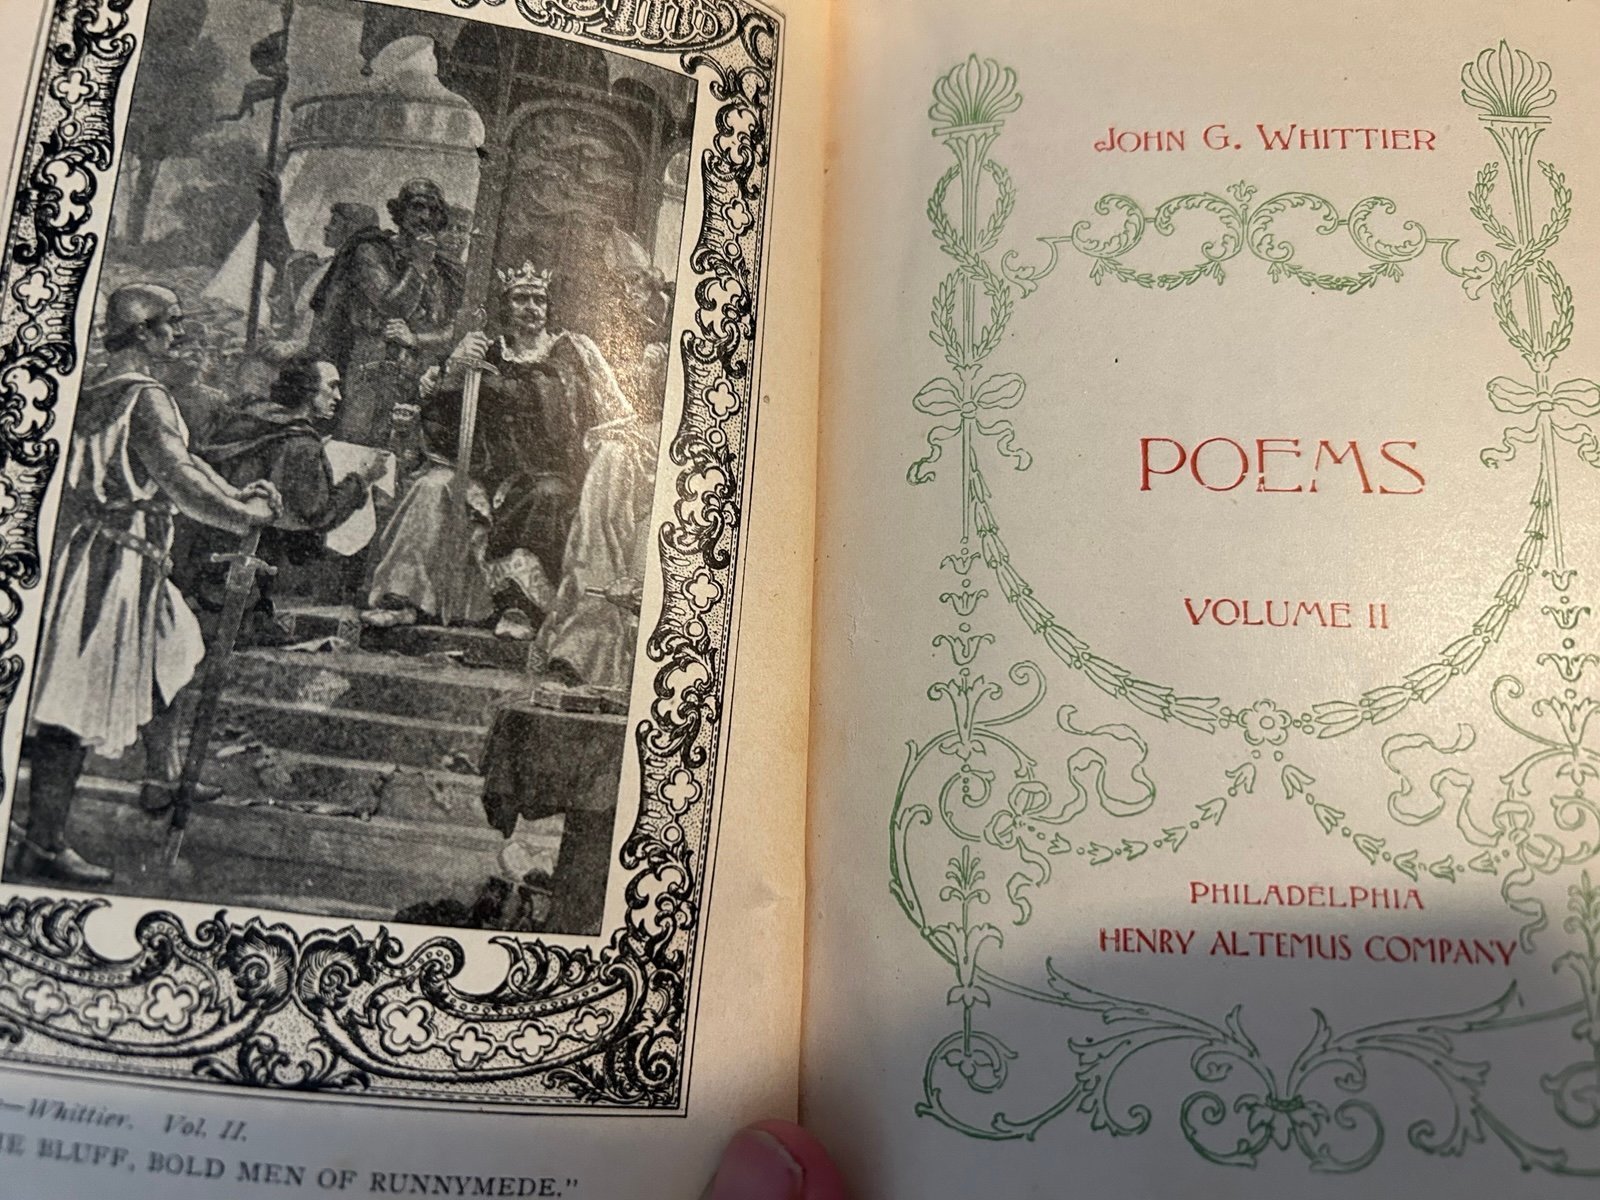 —Whittier. Vol. II.
BLUFF, BOLD MEN OF RUNNYMEDE."
JOHN G. WHITTIER
POEMS
VOLUME II
PHILADELPHIA
HENRY ALTEMUS COMPANY